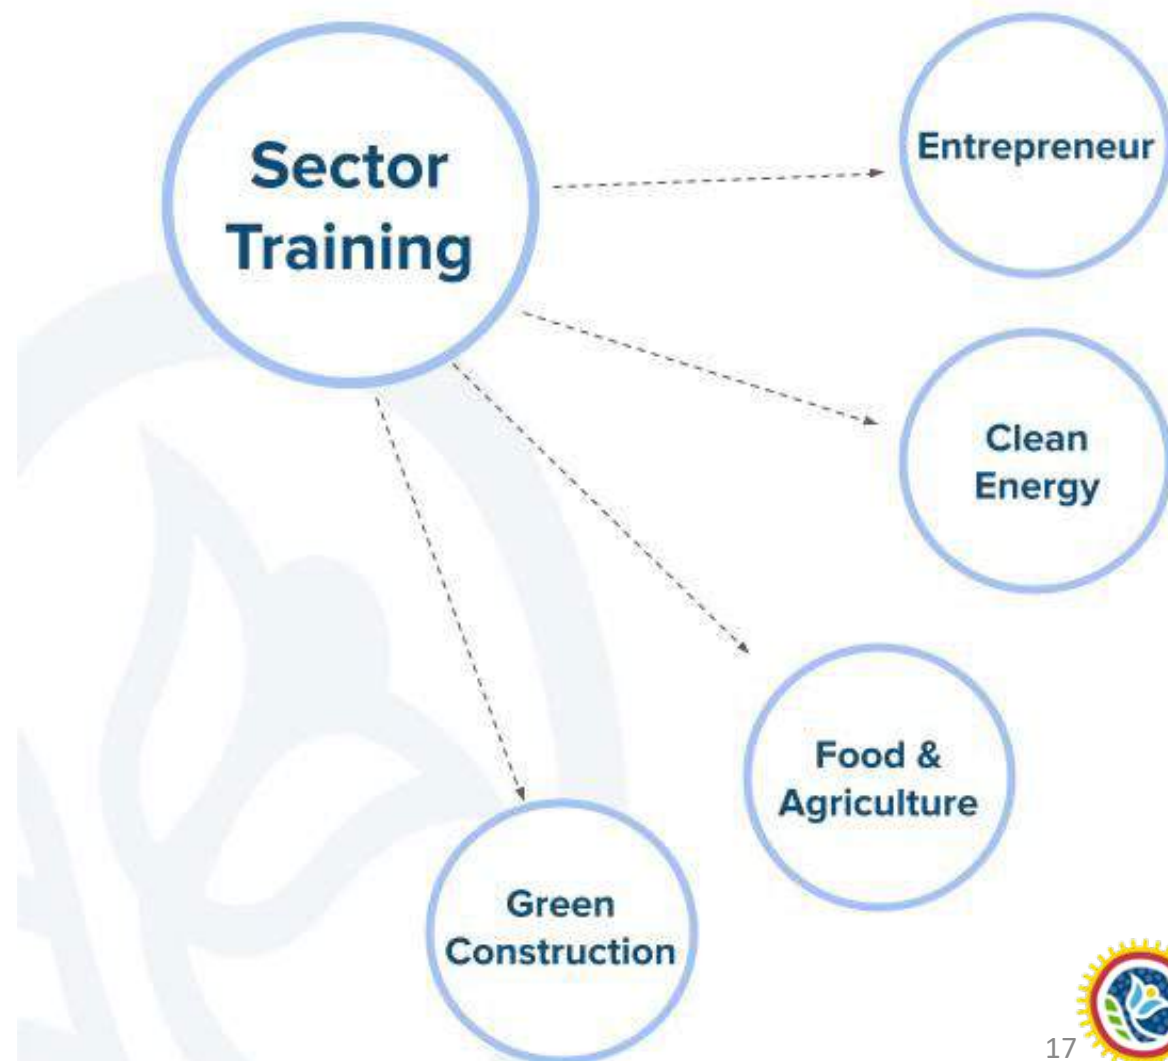 Sector
Training
Entrepreneur
Clean
Energy
Food &
Agriculture
Green
Construction
17